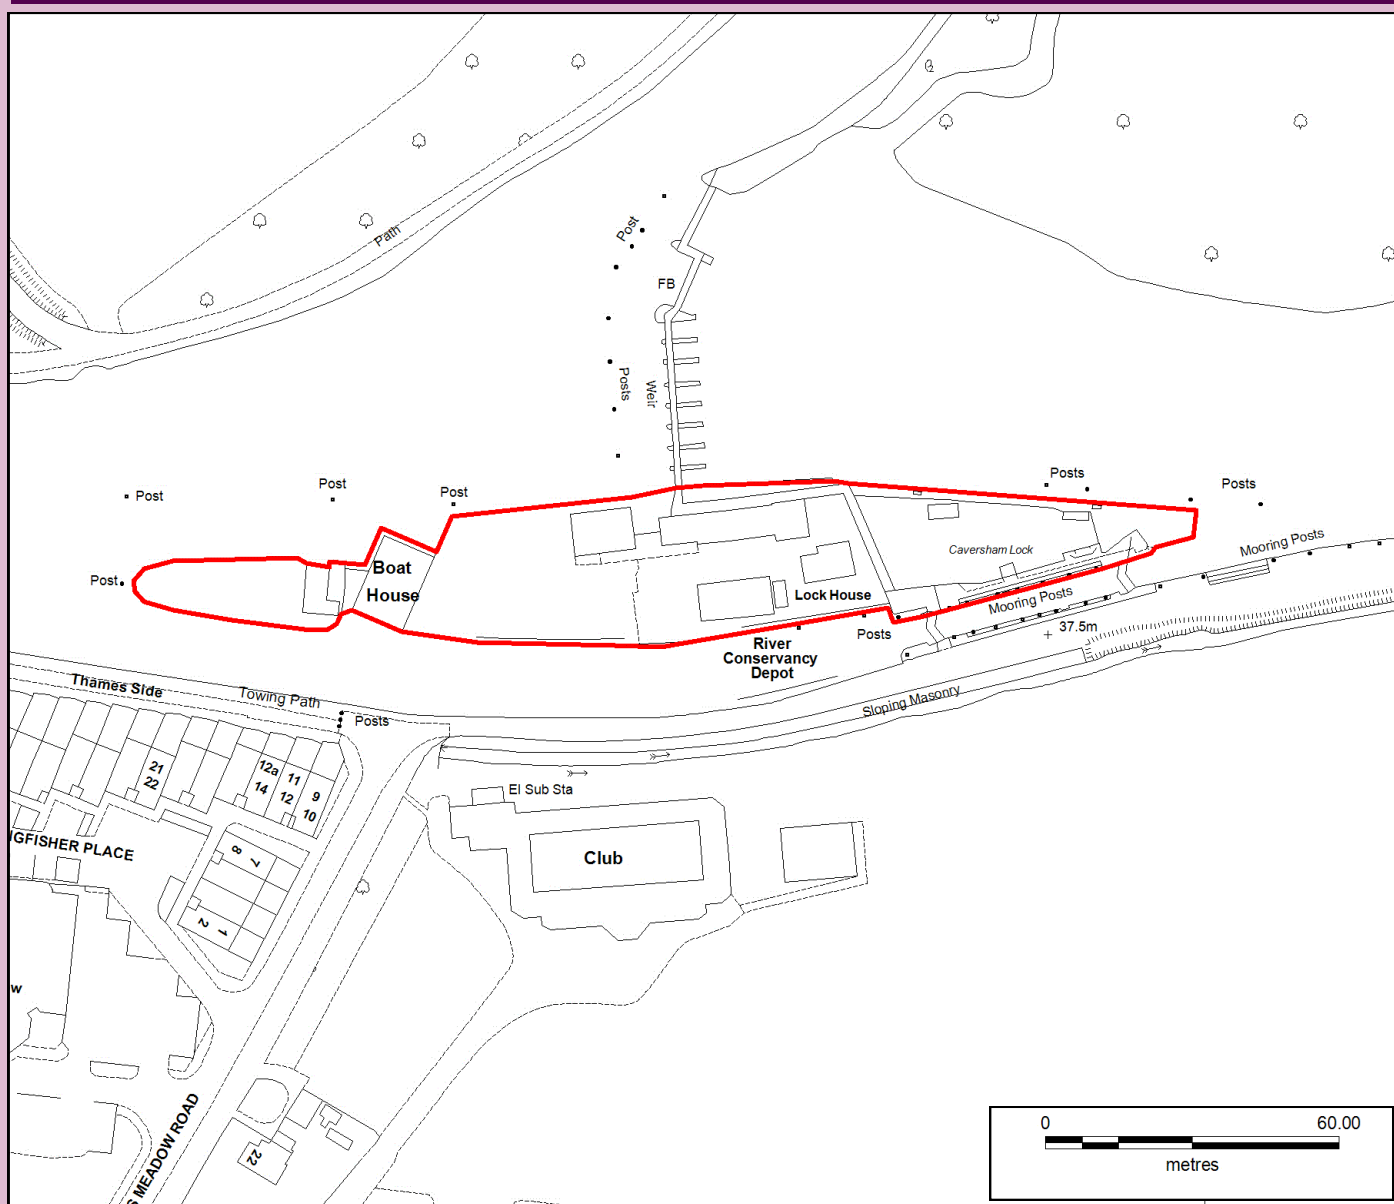 Path
Post
FB
Posts
Weir
Post
Post
Post
Posts
Posts
Mooring Posts
Caversham Lock
Boat
House
Post
Lock House
Mooring Posts
37.5m
Posts
River
Conservancy
Depot
Thames Side
Towing Path
Posts
Sloping Masonry
21
22
12a
14
11
12
9
10
El Sub Sta
IGFISHER PLACE
8
7
Club
2
1
w
S MEADOW ROAD
22
0 60.00
metres